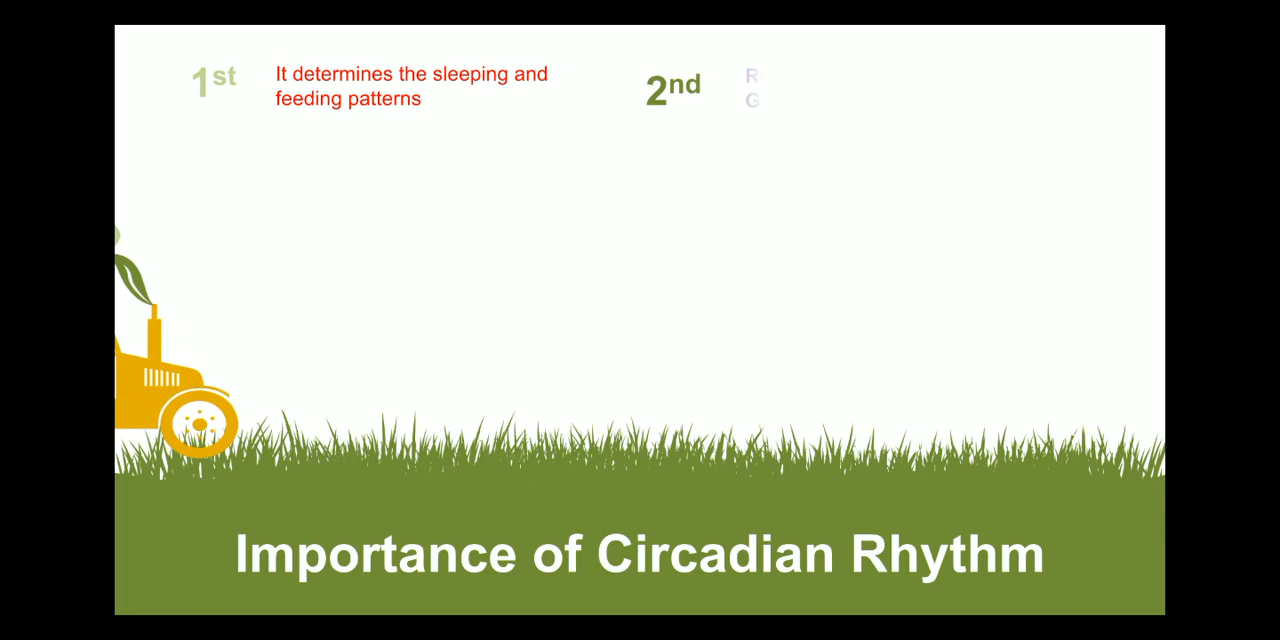 1st
It determines the sleeping and
feeding patterns
2nd
Importance of Circadian Rhythm